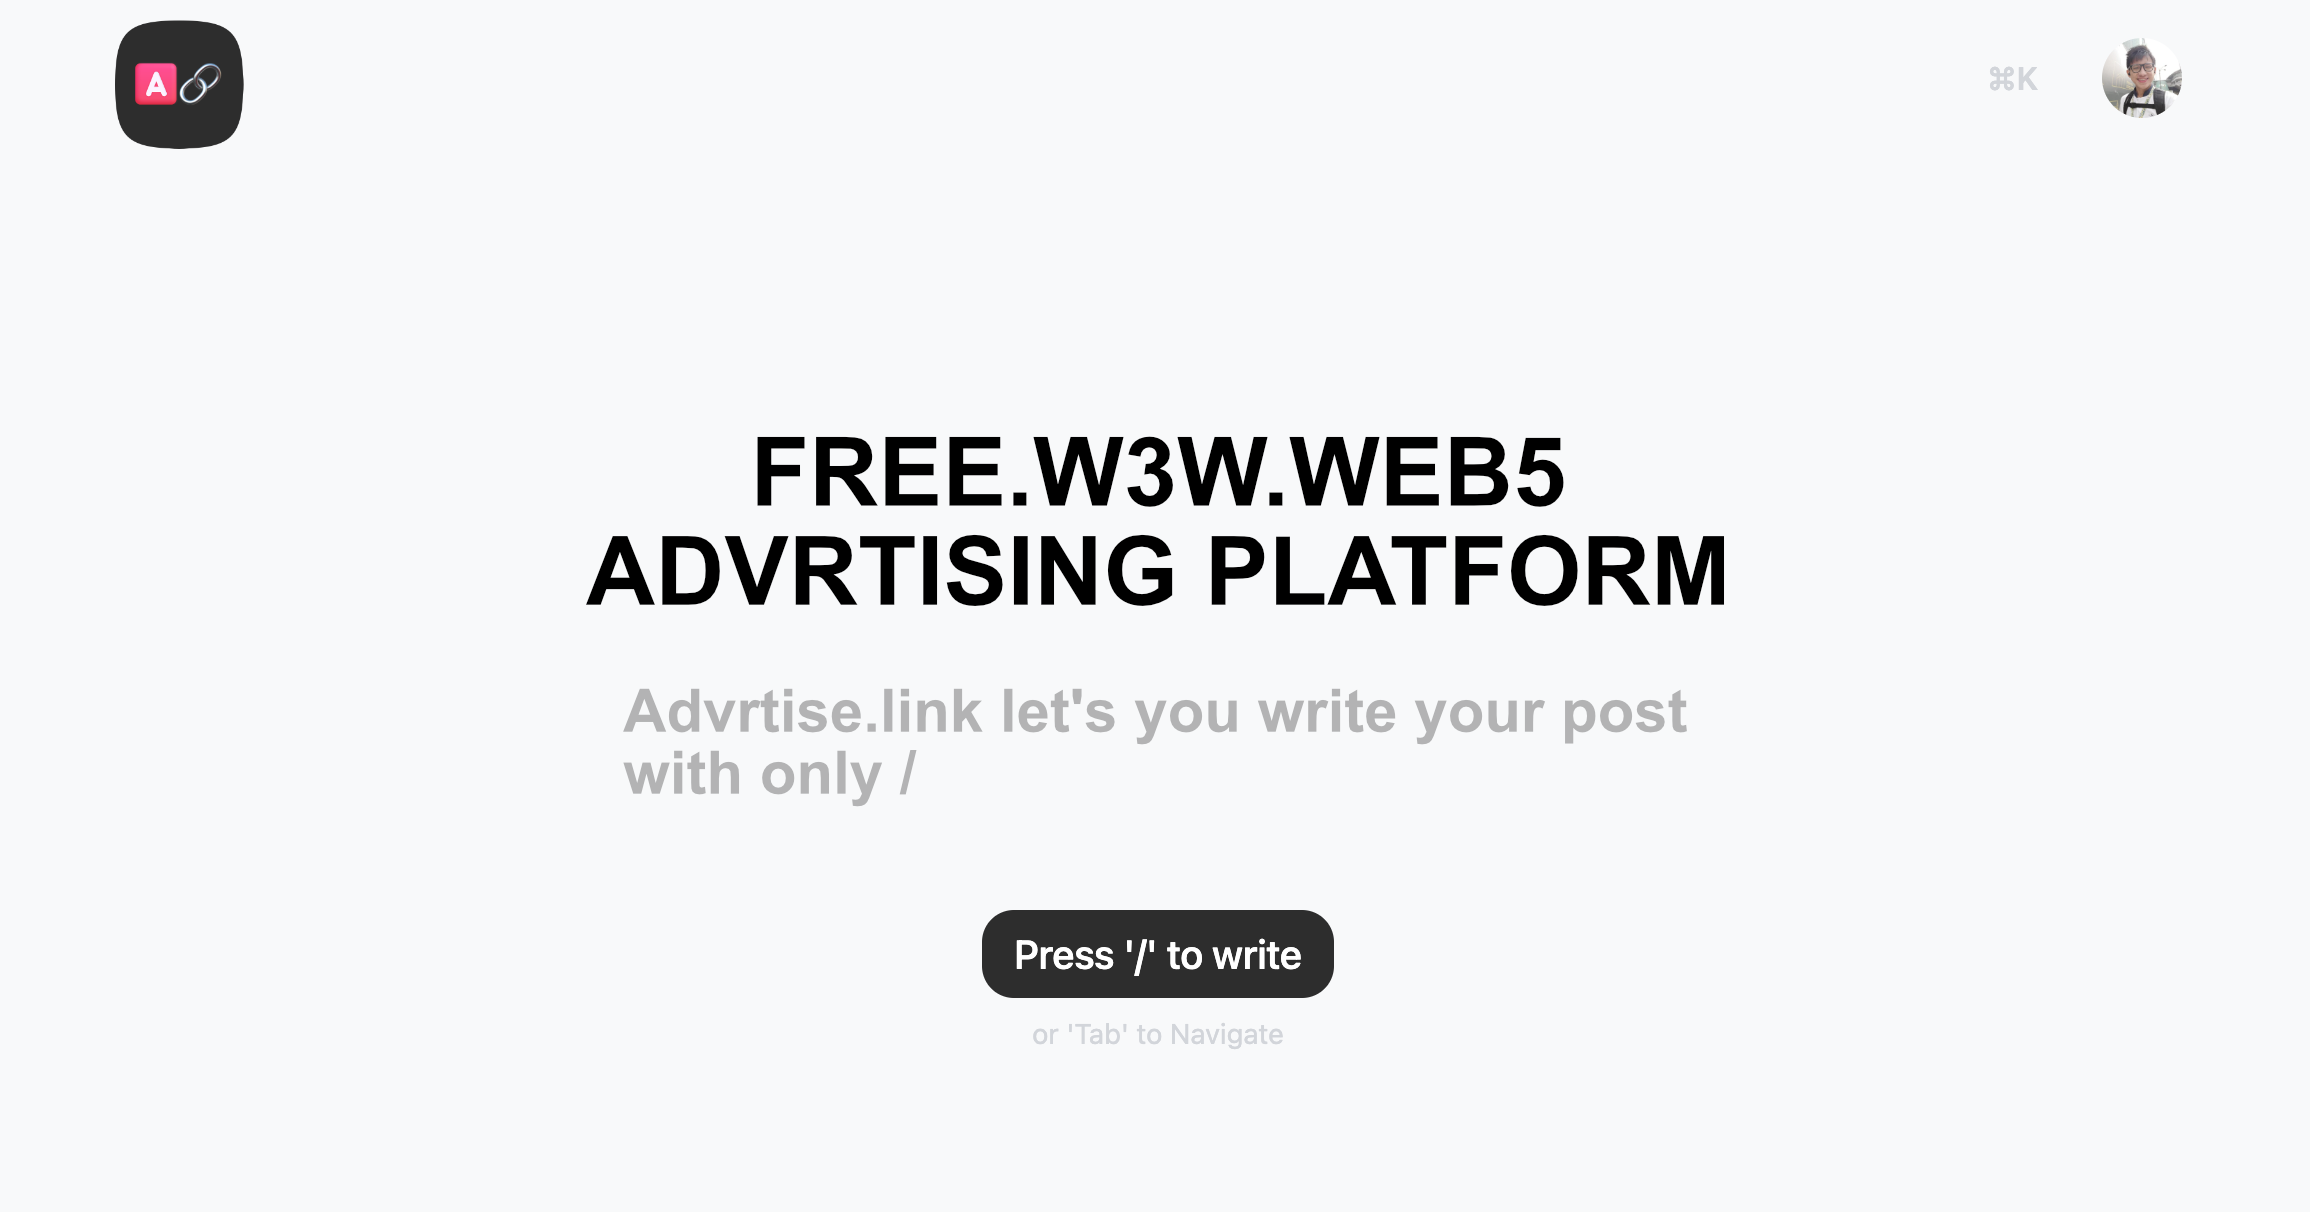 🅰🔗
⌘K
FREE.W3W.WEB5
ADVRTISING PLATFORM
Advrtise.link let's you write your post
with only /
Press '/' to write
or 'Tab' to Navigate